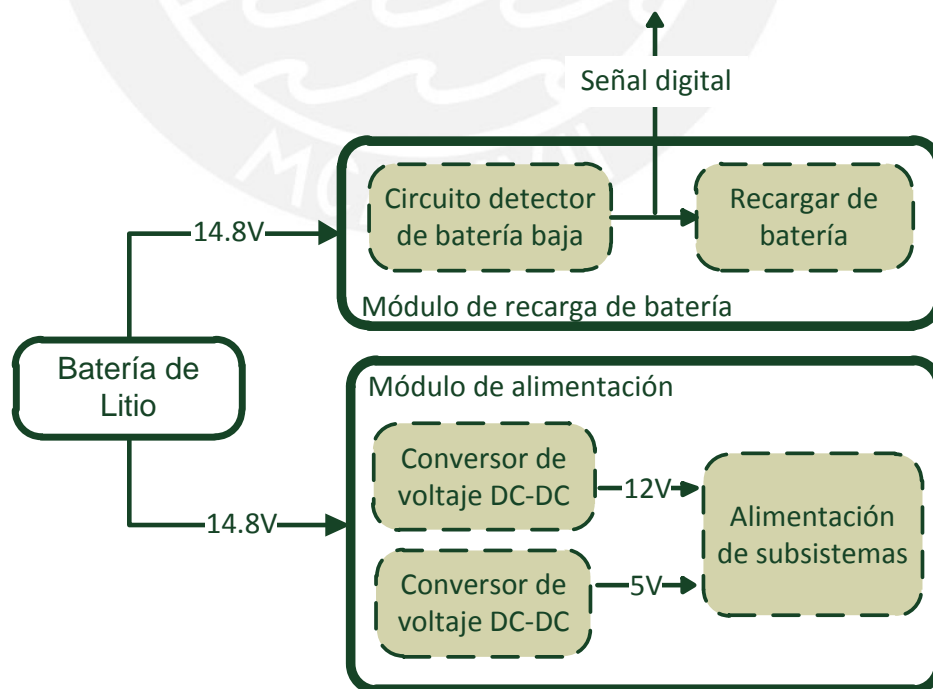 Señal digital
Circuito detector
de batería baja
Recargar de
batería
14.8V
Módulo de recarga de batería
Batería de
Litio
Módulo de alimentación
Conversor de
voltaje DC-DC
12V
Alimentación
de subsistemas
14.8V
Conversor de
voltaje DC-DC
5V